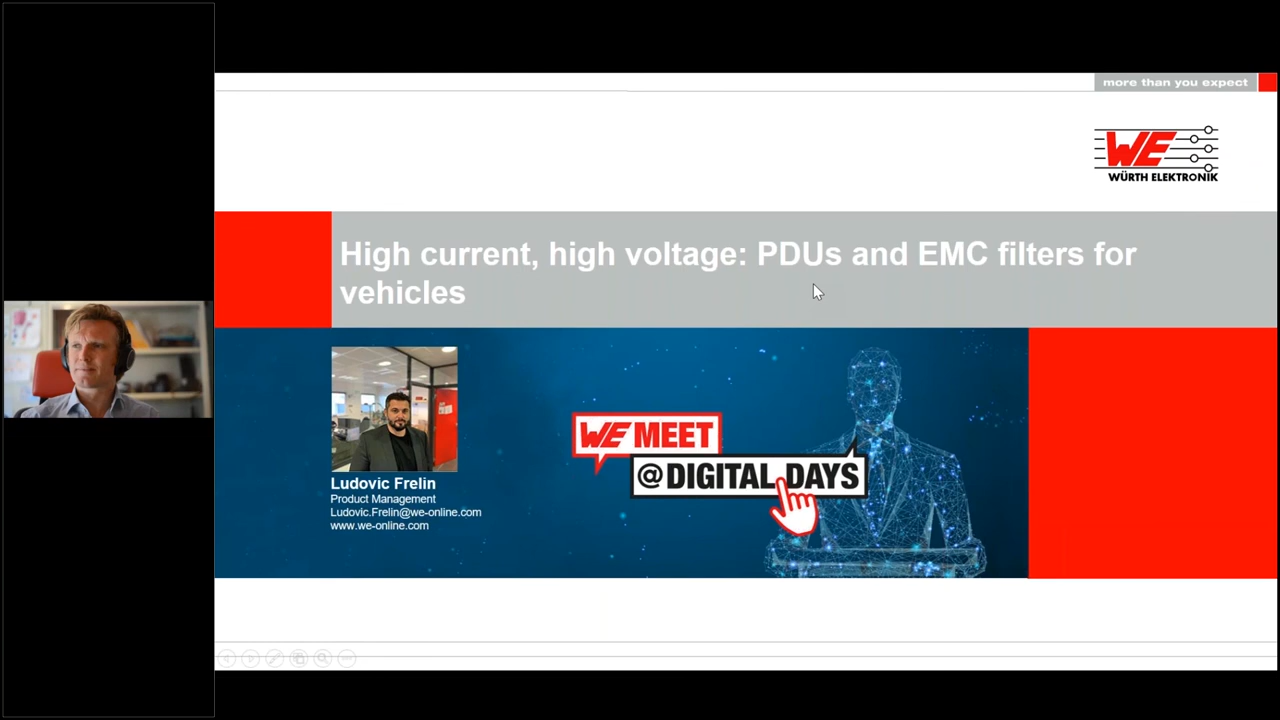 more than you expect
WE
WÜRTH ELEKTRONIK
High current, high voltage: PDUs and EMC filters for
vehicles
WE MEET
@DIGITAL DAYS
Ludovic Frelin
Product Management
Ludovic.Frelin@we-online.com
www.we-online.com